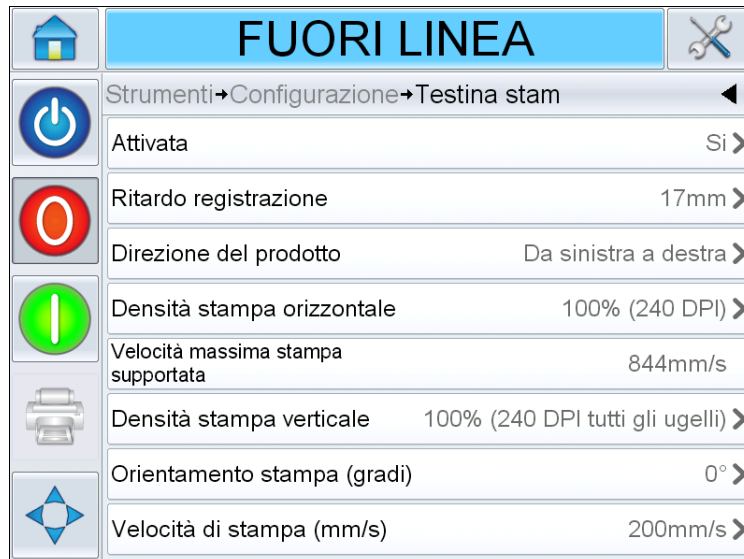 FUORI LINEA
Strumenti→Configurazione→Testina stam
Attivata Si
Ritardo registrazione 17mm
Direzione del prodotto Da sinistra a destra
Densità stampa orizzontale 100% (240 DPI)
Velocità massima stampa
supportata 844mm/s
Densità stampa verticale 100% (240 DPI tutti gli ugelli)
Orientamento stampa (gradi) 0°
Velocità di stampa (mm/s) 200mm/s